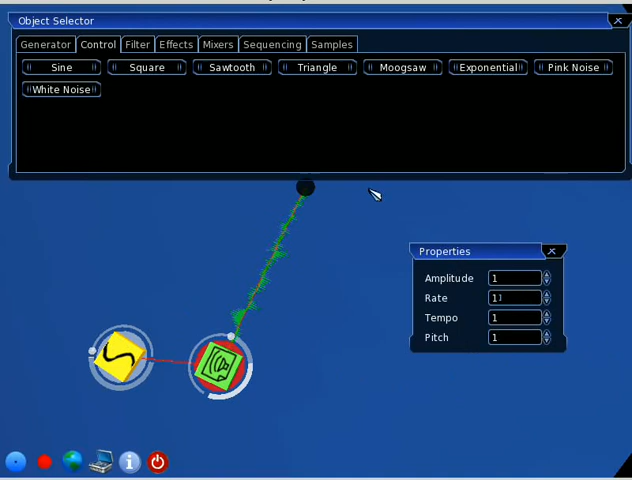 Object Selector
Generator Control Filter Effects Mixers Sequencing Samples
Sine Square Sawtooth Triangle Moogsaw Exponential Pink Noise
White Noise
Properties
Amplitude 1
Rate 1
Tempo 1
Pitch 1